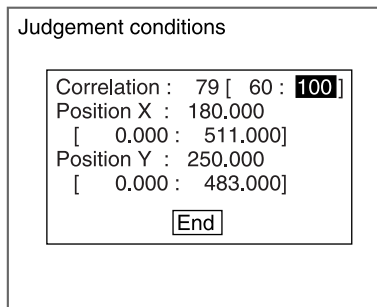 Judgement conditions
Correlation : 79 [ 60 : 100 ]
Position X : 180.000
[ 0.000 : 511.000]
Position Y : 250.000
[ 0.000 : 483.000]
End